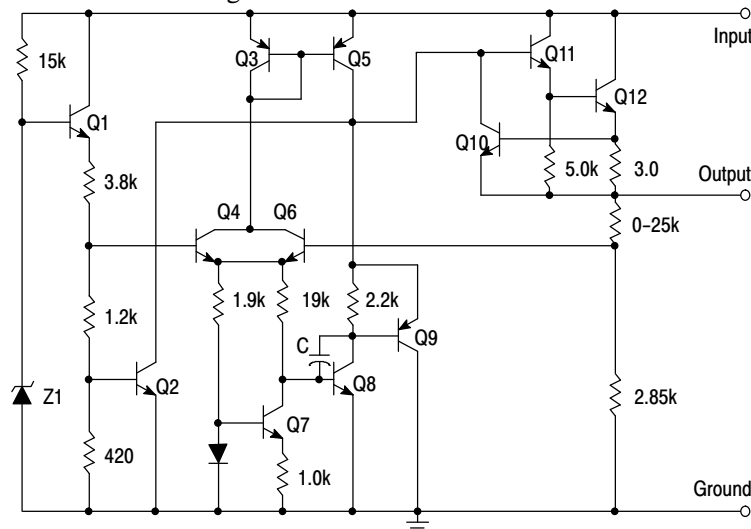 Input
Q3
Q5
Q11
15k
Q12
Q1
Q10
3.8k
5.0k
3.0
Output
Q4
Q6
0–25k
1.9k
19k
2.2k
1.2k
C
Q9
Z1
Q2
Q8
2.85k
Q7
420
1.0k
Ground